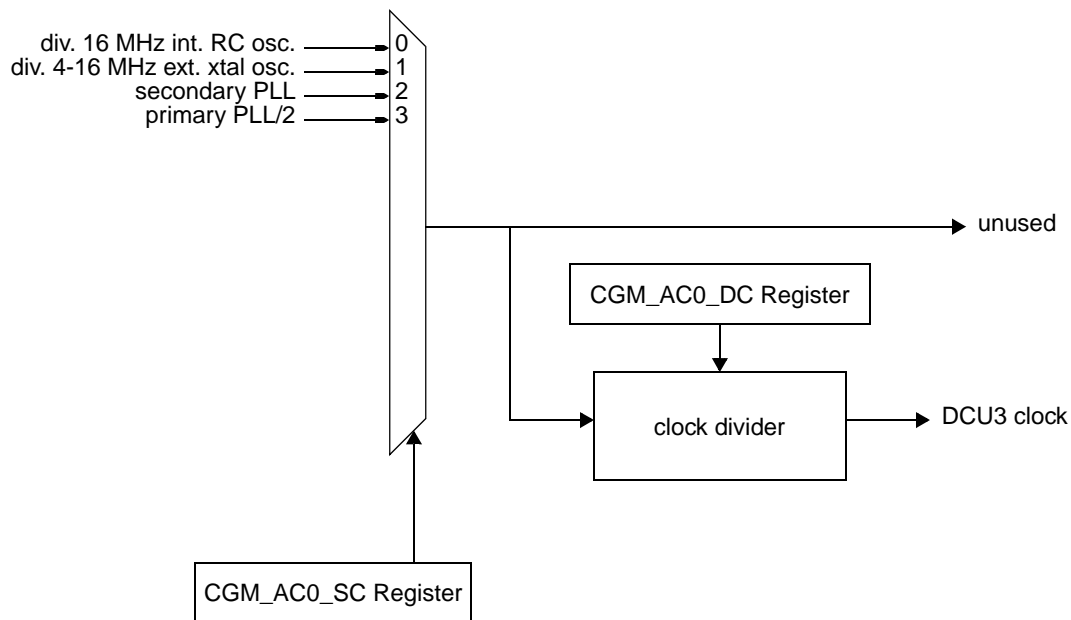 div. 16 MHz int. RC osc.
0
div. 4-16 MHz ext. xtal osc.
1
secondary PLL
2
primary PLL/2
3
unused
CGM_AC0_DC Register
clock divider
DCU3 clock
CGM_AC0_SC Register